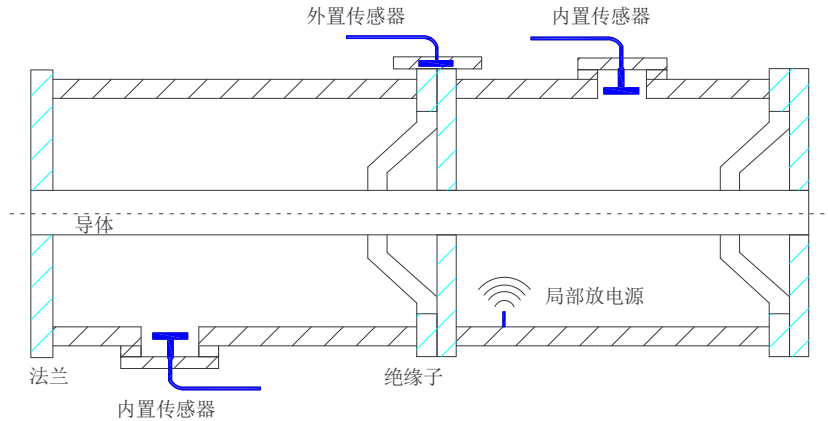 外置传感器
内置传感器
导体
局部放电源
法兰
绝缘子
内置传感器